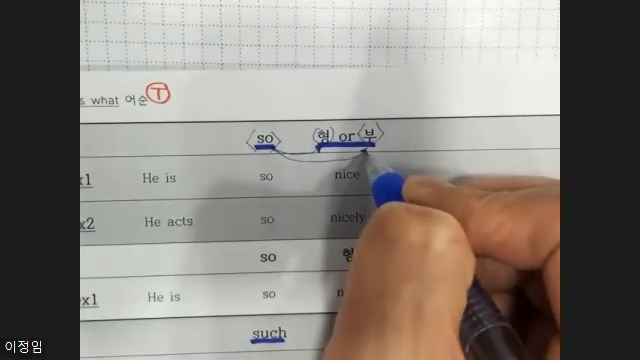 s what 어순 T
<so> (형) or <부>
x1 He is so nice
x2 He acts so nicely
so 형
ex1 He is so n
such
이정임